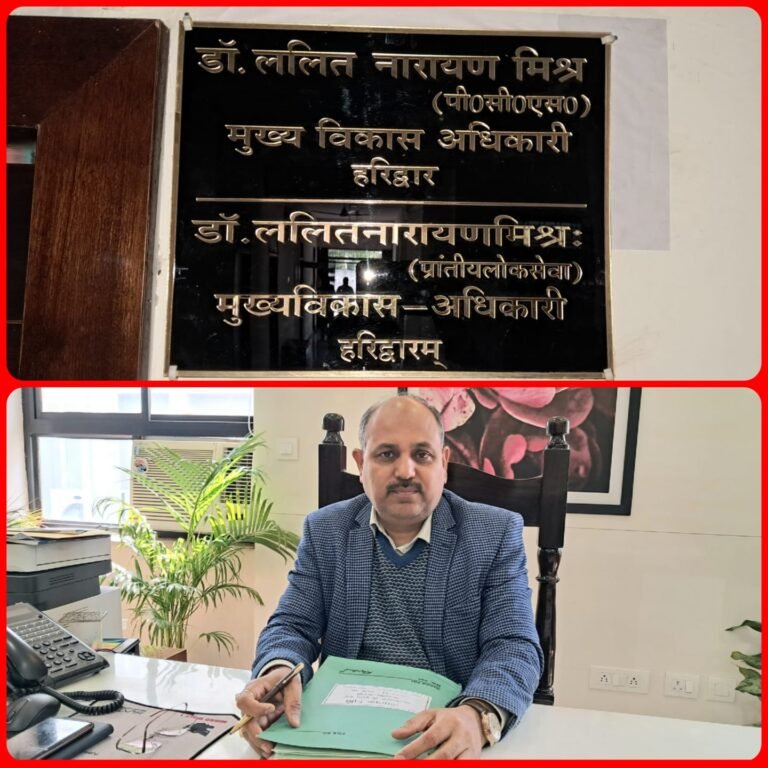 डॉ. ललित नारायण मिश्र
(पी0सी0एस0)
मुख्य विकास अधिकारी
हरिद्वार
डॉ.ललितनारायणमिश्रः
(प्रांतीयलोकसेवा)
मुख्यविकास-अधिकारी
हरिद्वारम्